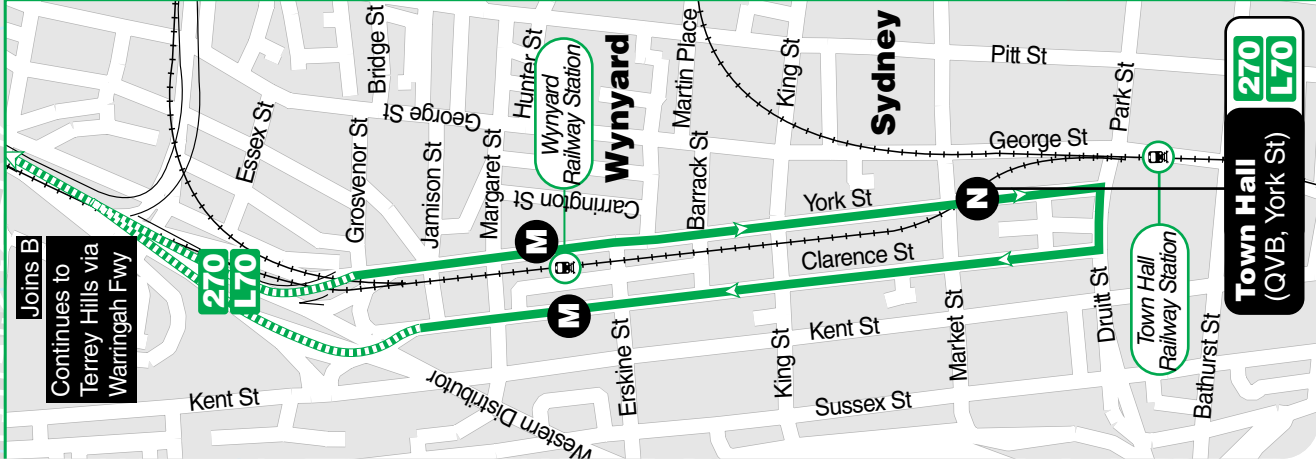 Joins B
Continues to
Terrey Hills via
Warringah Fwy
270
L70
Kent St
Essex St
Grosvenor St
Bridge St
George St
Jamison St
Margaret St
Hunter St
Wynyard
Railway Station
Wynyard
Carrington St
M
M
Western Distributor
Erskine St
Barrack St
Martin Place
King St
King St
Sydney
York St
Clarence St
Kent St
Sussex St
Market St
N
Pitt St
George St
Park St
Druitt St
Town Hall
Railway Station
Bathurst St
270
L70
Town Hall
(QVB, York St)